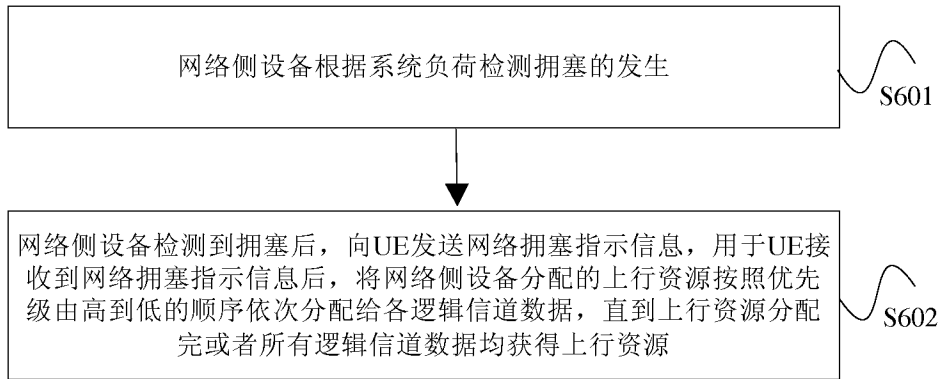 网络侧设备根据系统负荷检测拥塞的发生
S601
网络侧设备检测到拥塞后，向UE发送网络拥塞指示信息，用于UE接
收到网络拥塞指示信息后，将网络侧设备分配的上行资源按照优先
级由高到低的顺序依次分配给各逻辑信道数据，直到上行资源分配
完或者所有逻辑信道数据均获得上行资源
S602